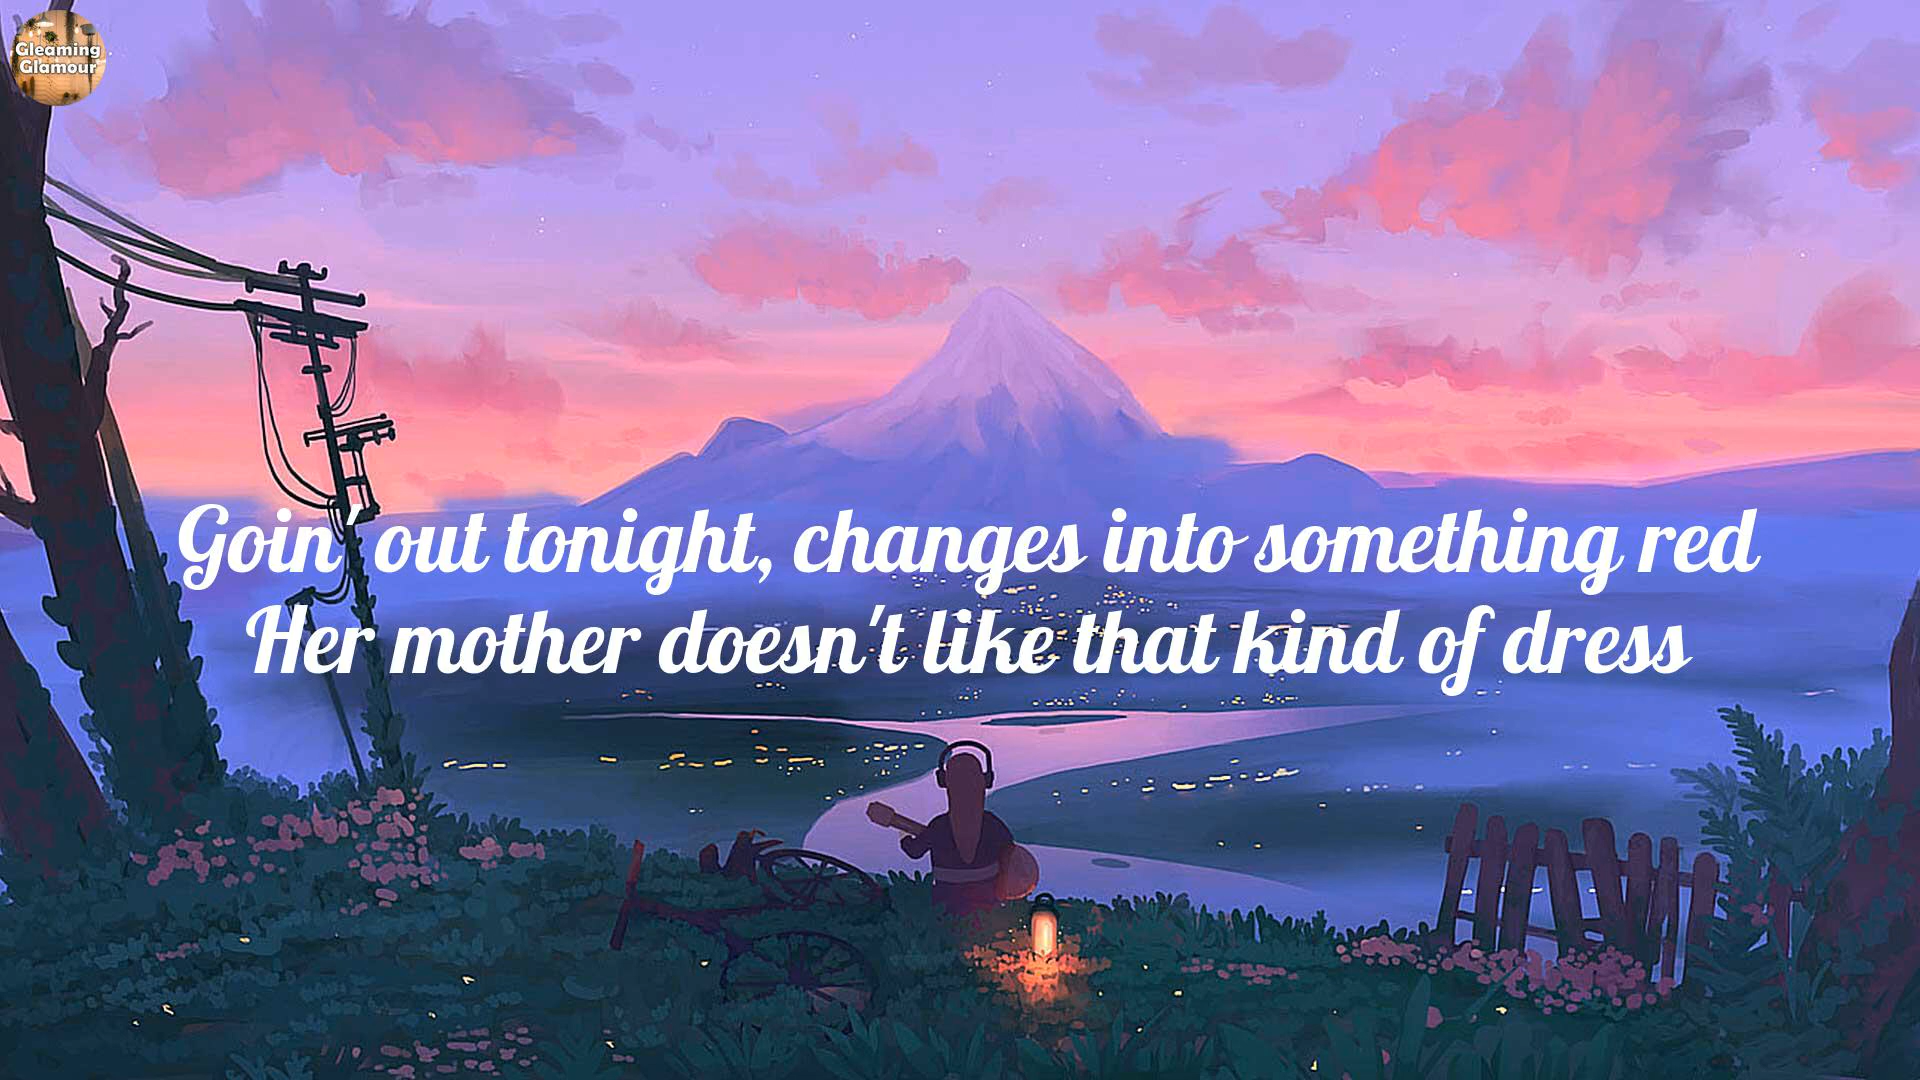 Gleaming
Glamour
Goin' out tonight, changes into something red
Her mother doesn't like that kind of dress